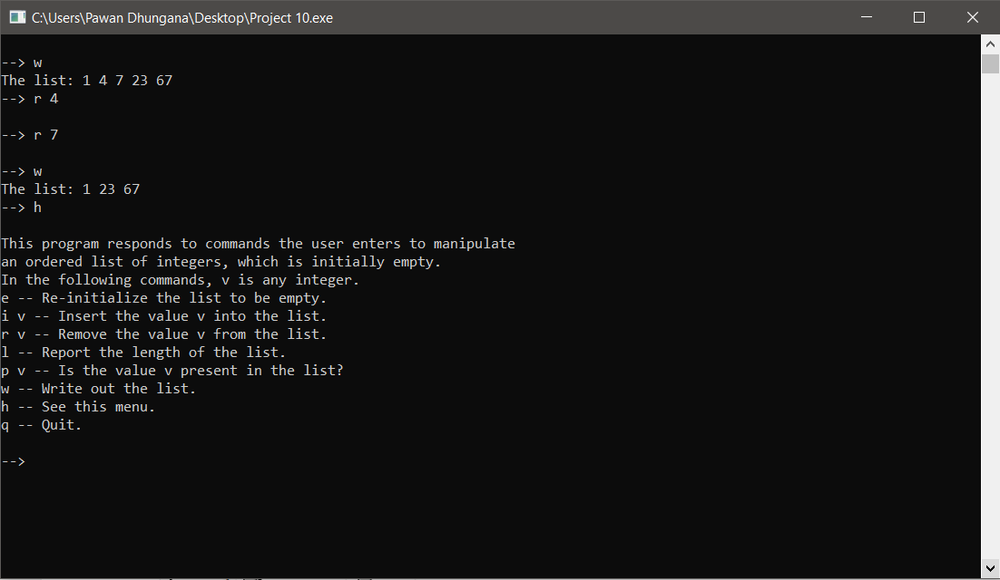 C:\Users\Pawan Dhungana\Desktop\Project 10.exe
--> w
The list: 1 4 7 23 67
--> r 4
--> r 7
--> w
The list: 1 23 67
--> h
This program responds to commands the user enters to manipulate
an ordered list of integers, which is initially empty.
In the following commands, v is any integer.
e -- Re-initialize the list to be empty.
i v -- Insert the value v into the list.
r v -- Remove the value v from the list.
l -- Report the length of the list.
p v -- Is the value v present in the list?
w -- Write out the list.
h -- See this menu.
q -- Quit.
-->